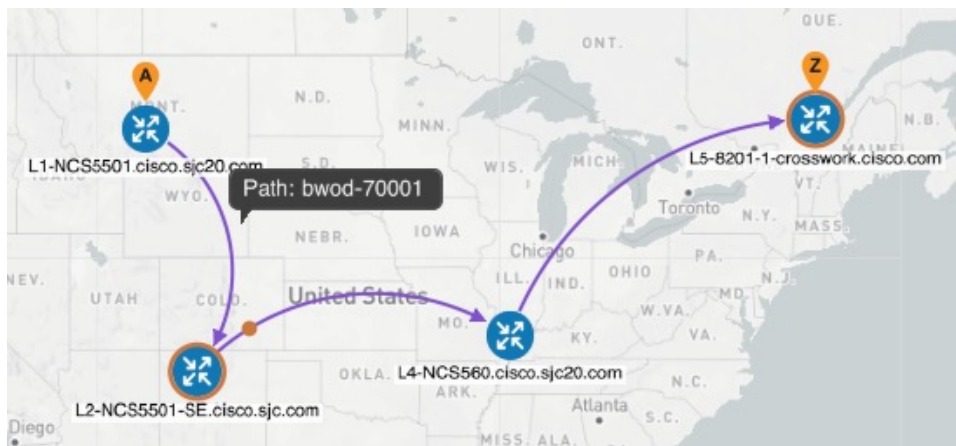 QUE.
ONT.
A
Z
MONT.
N.D.
MINN.
N.B.
L1-NCS5501.cisco.sjc20.com
L5-8201-1-crosswork.cisco.com
S.D.
WIS.
MICH.
MAINE
IDAHO
WYO.
Path: bwod-70001
Toronto
VT.
N.Y.
MASS.
NEBR.
IOWA
Chicago
PA.
NEV.
UTAH
COLO.
United States
ILL.
IND.
OHIO
N.J.
MD.
W.VA.
MO.
KY.
VA.
L4-NCS560.cisco.sjc20.com
OKLA.
ARK.
N.C.
L2-NCS5501-SE.cisco.sjc.com
Atlanta
S.C.
Diego
MISS.
ALA.